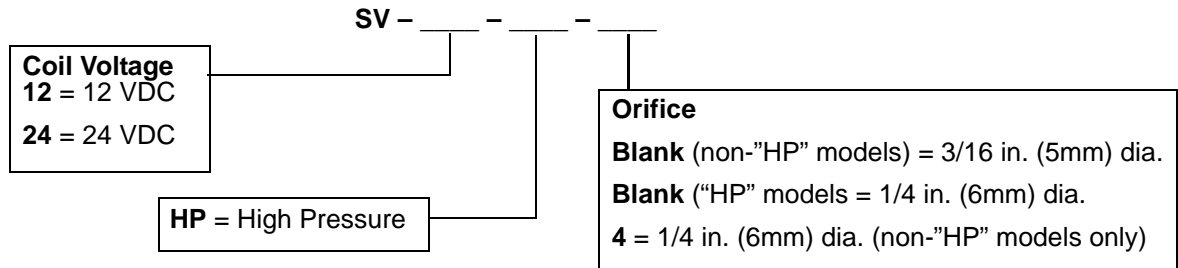 SV – ____ – ____ – ____
Coil Voltage
12 = 12 VDC
24 = 24 VDC
HP = High Pressure
Orifice
Blank (non-”HP” models) = 3/16 in. (5mm) dia.
Blank (“HP” models = 1/4 in. (6mm) dia.
4 = 1/4 in. (6mm) dia. (non-”HP” models only)